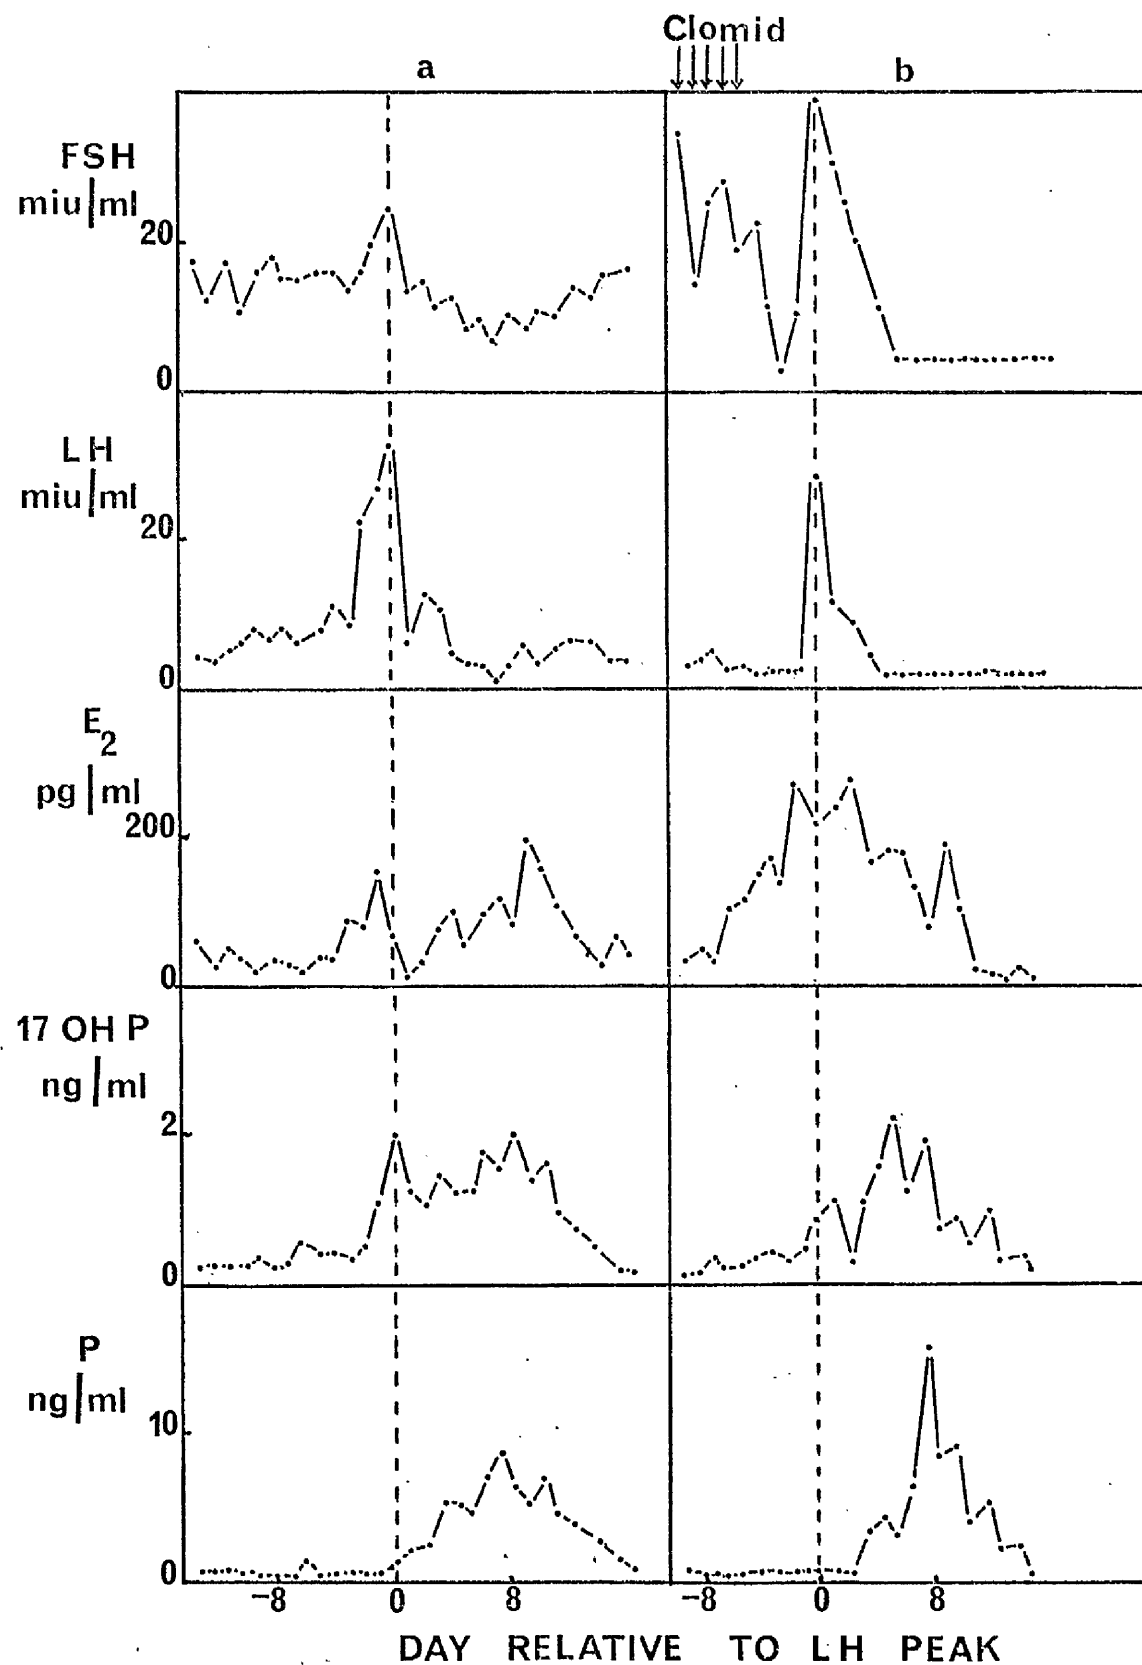 Clomid
a b
FSH
miu/ml
20
0
LH
miu/ml
20
0
E2
pg/ml
200
0
17 OH P
ng/ml
2
0
P
ng/ml
10
0
-8 0 8 -8 0 8
DAY RELATIVE TO LH PEAK